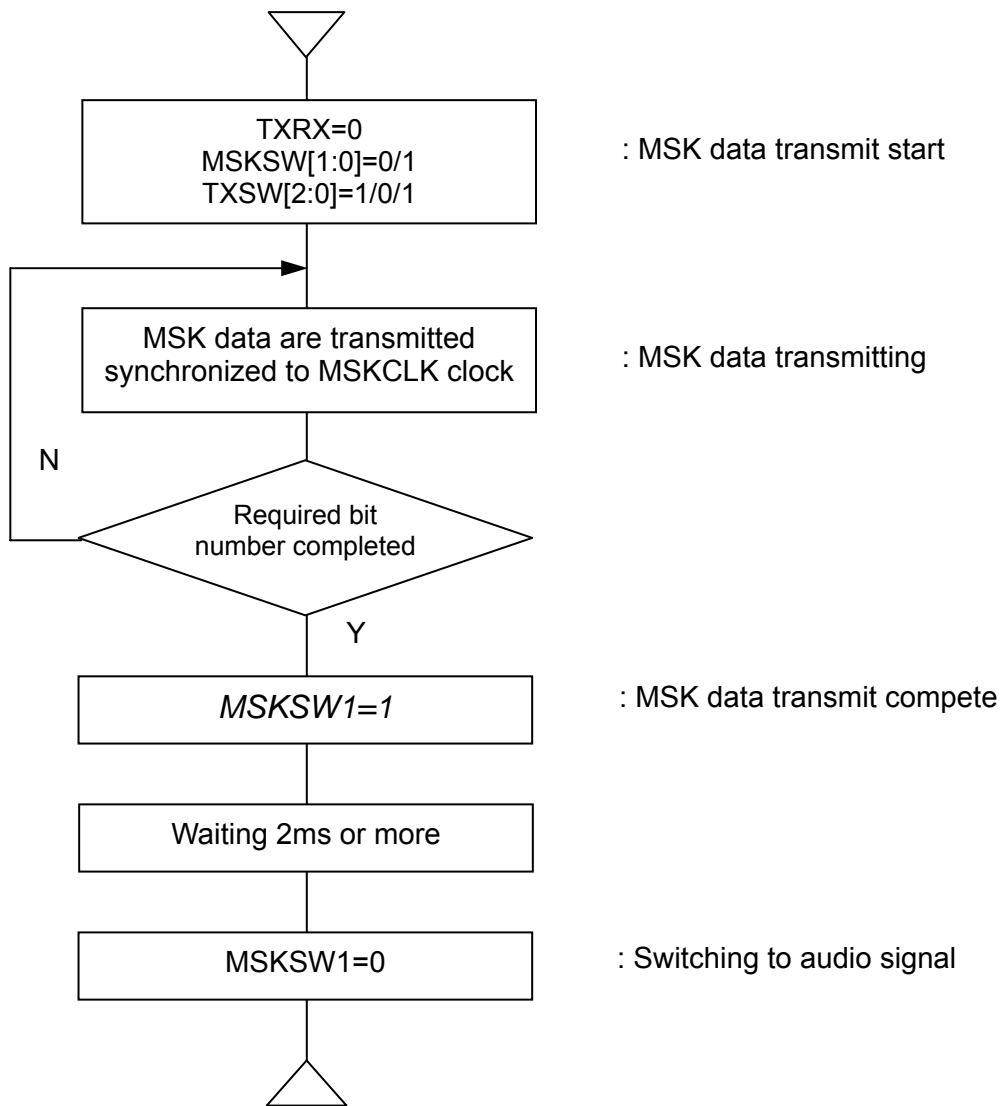 TXRX=0
MSKSW[1:0]=0/1
TXSW[2:0]=1/0/1
: MSK data transmit start
MSK data are transmitted
synchronized to MSKCLK clock
: MSK data transmitting
N
Required bit
number completed
Y
MSKSW1=1
: MSK data transmit compete
Waiting 2ms or more
MSKSW1=0
: Switching to audio signal